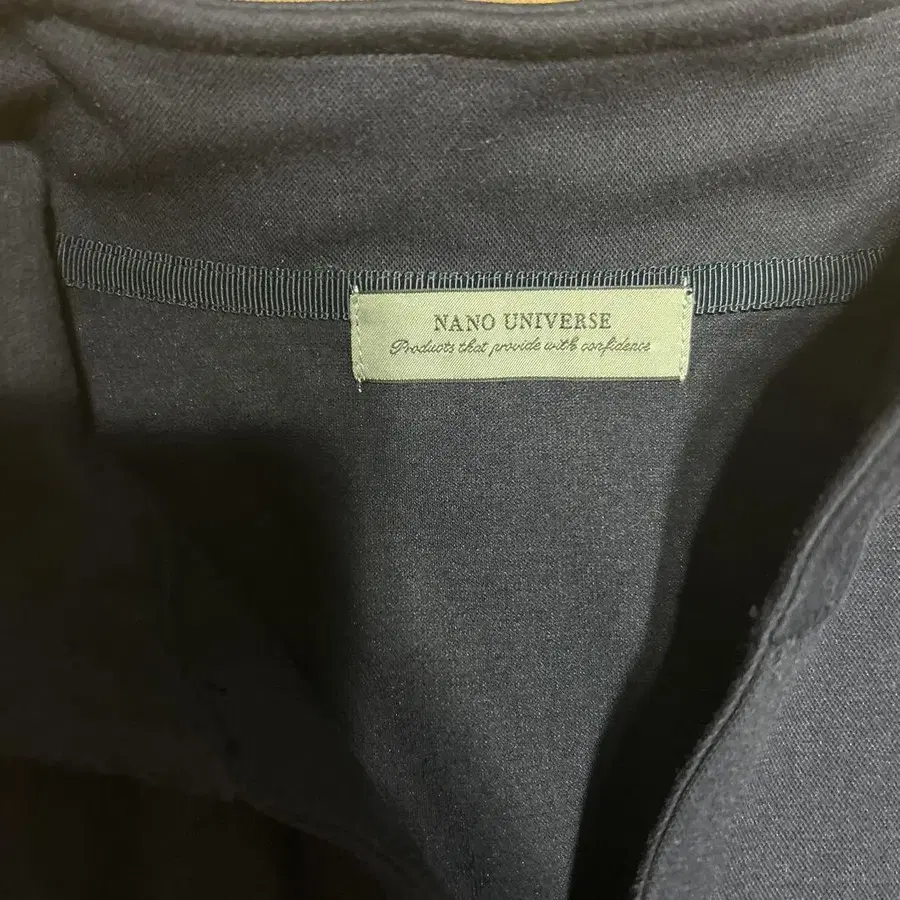 NANO UNIVERSE
Products that provide with confidence